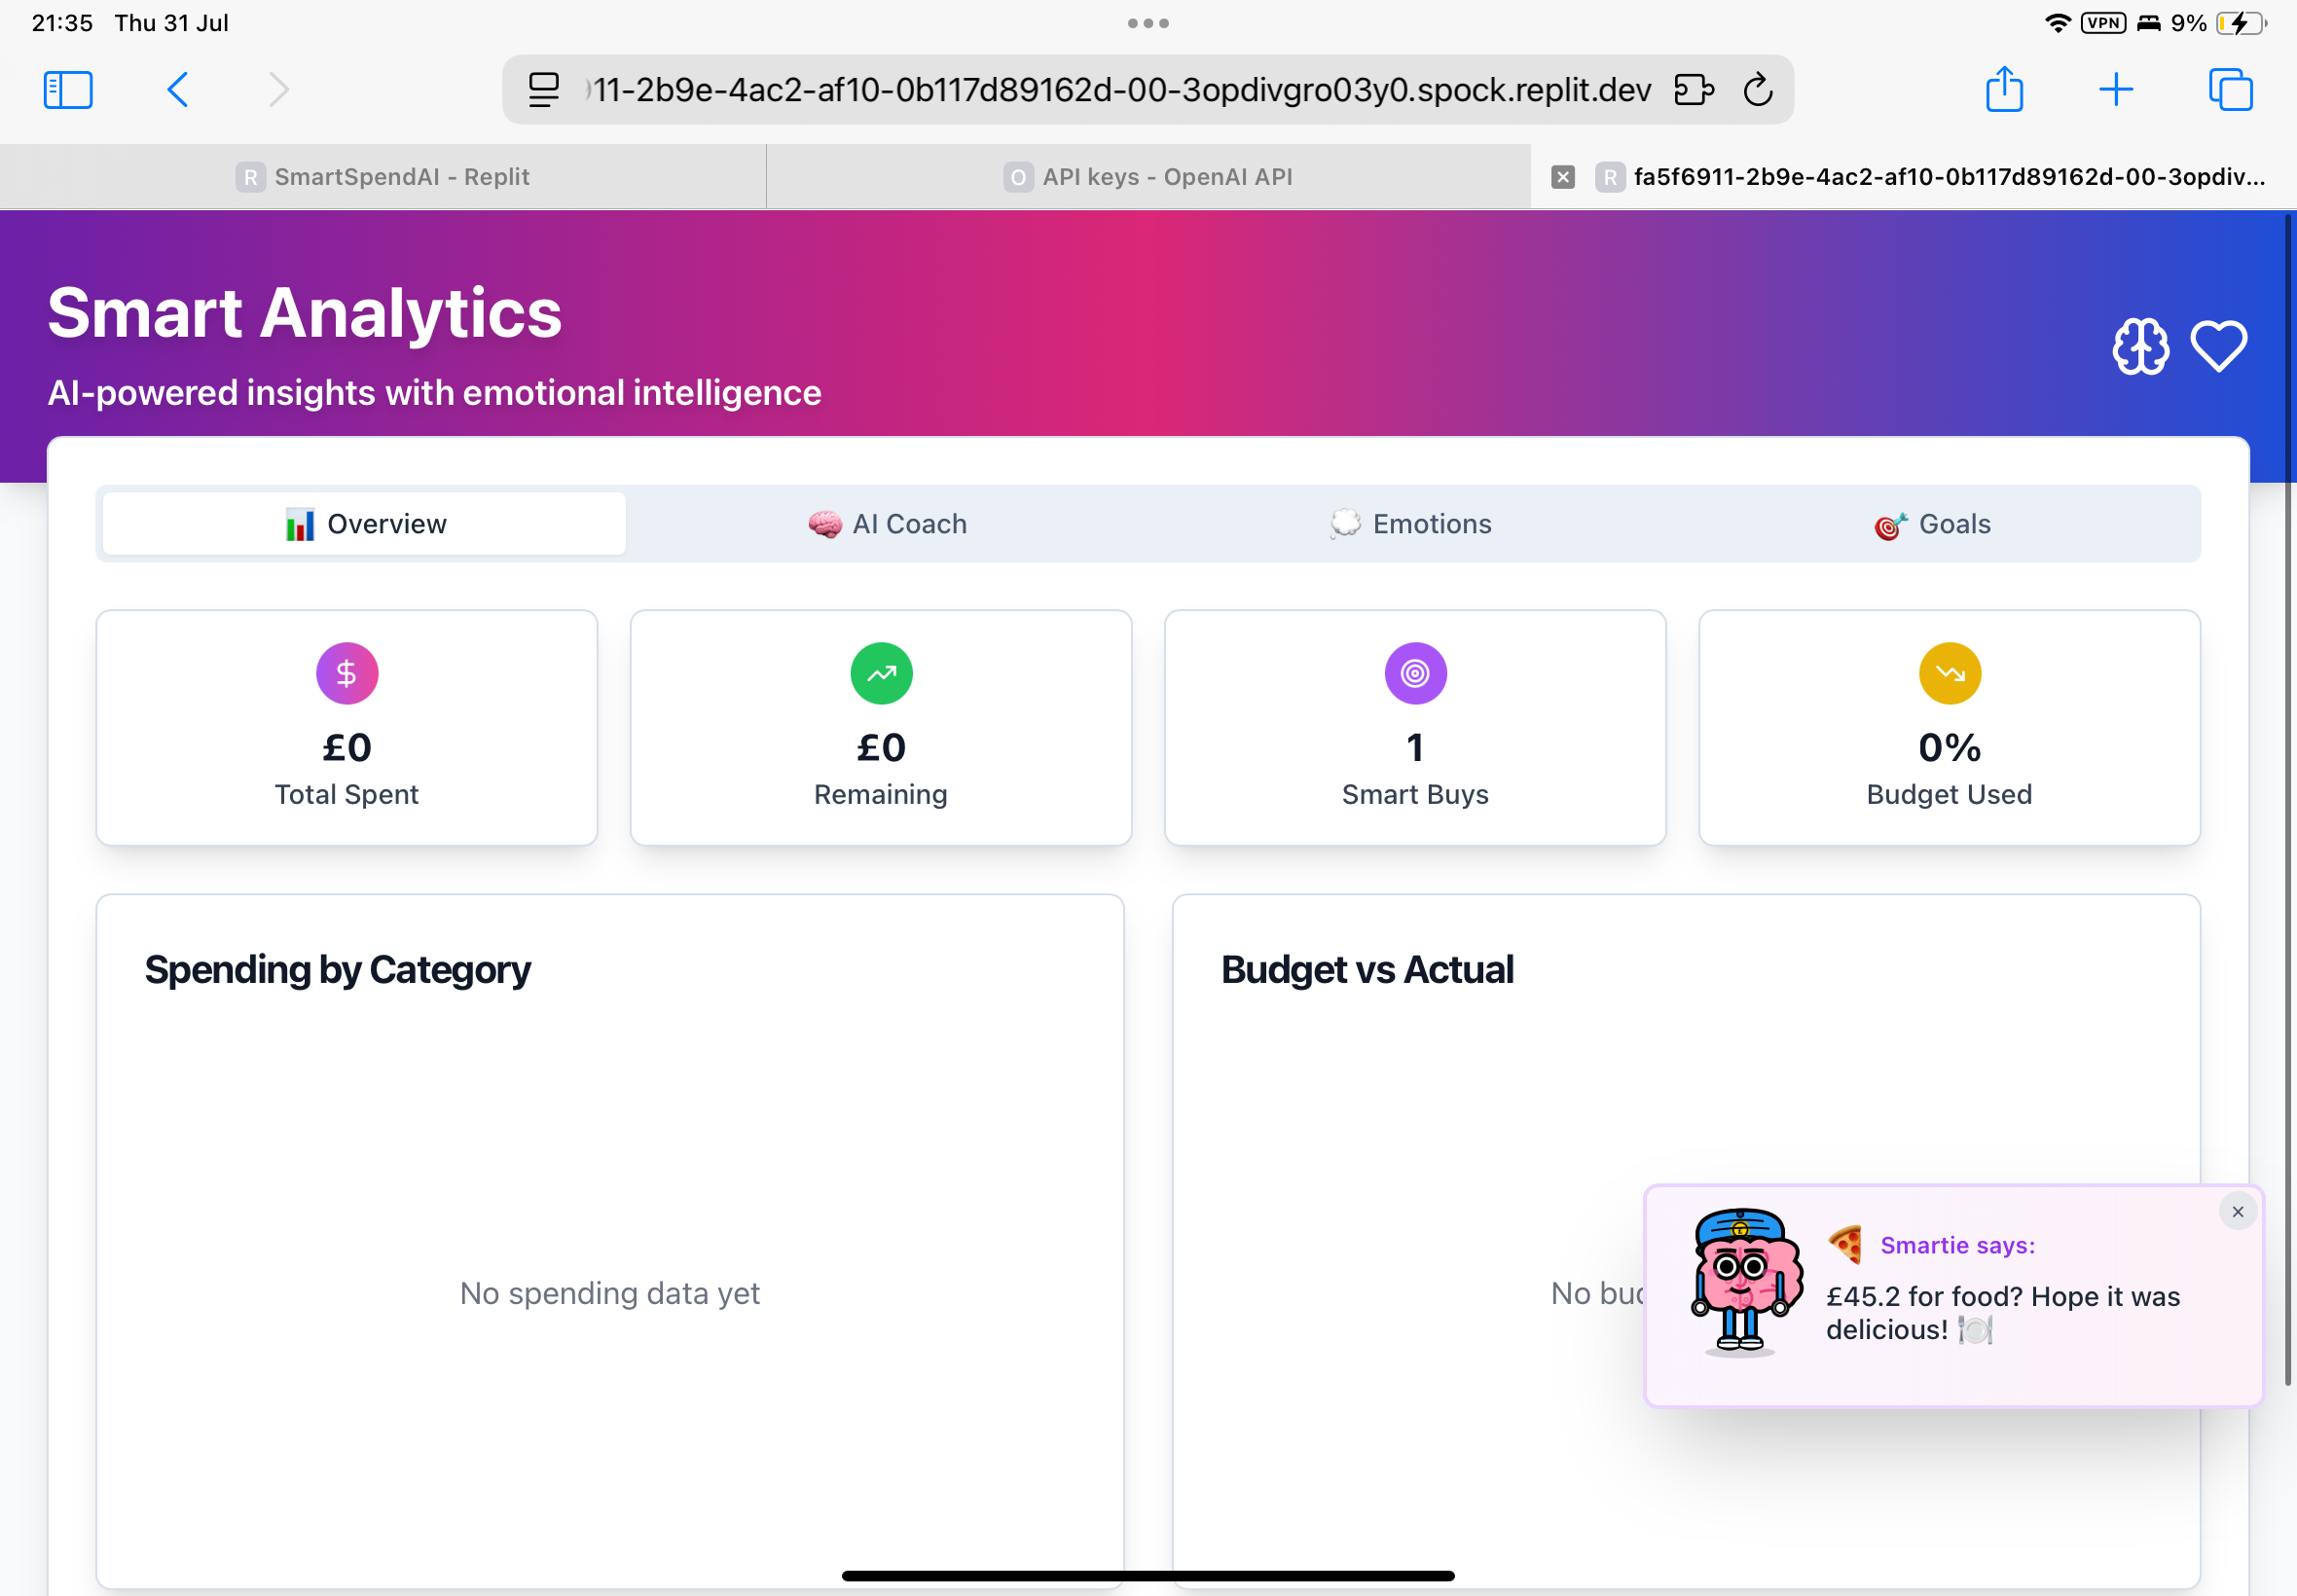 21:35 Thu 31 Jul
VPN 9%
11-2b9e-4ac2-af10-0b117d89162d-00-3opdivgro03y0.spock.replit.dev
R SmartSpendAI - Replit
O API keys - OpenAI API
R fa5f6911-2b9e-4ac2-af10-0b117d89162d-00-3opdiv...
Smart Analytics
AI-powered insights with emotional intelligence
📊 Overview
🧠 AI Coach
💭 Emotions
🎯 Goals
$
£0
Total Spent
£0
Remaining
1
Smart Buys
0%
Budget Used
Spending by Category
No spending data yet
Budget vs Actual
No
🍕 Smartie says:
£45.2 for food? Hope it was
delicious! 🍽️